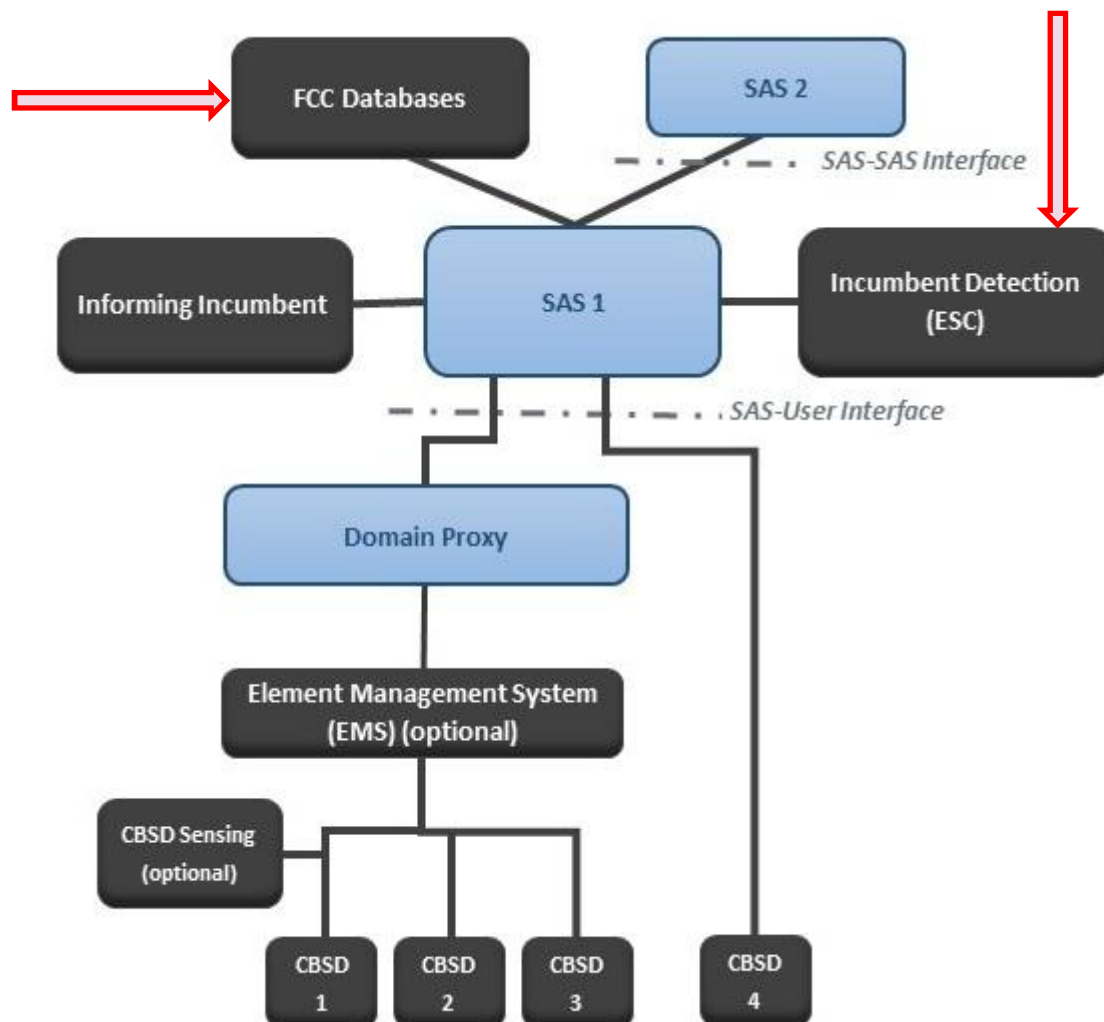 FCC Databases
SAS 2
SAS-SAS Interface
Informing Incumbent
SAS 1
Incumbent Detection
(ESC)
SAS-User Interface
Domain Proxy
Element Management System
(EMS) (optional)
CBSD Sensing
(optional)
CBSD
1
CBSD
2
CBSD
3
CBSD
4